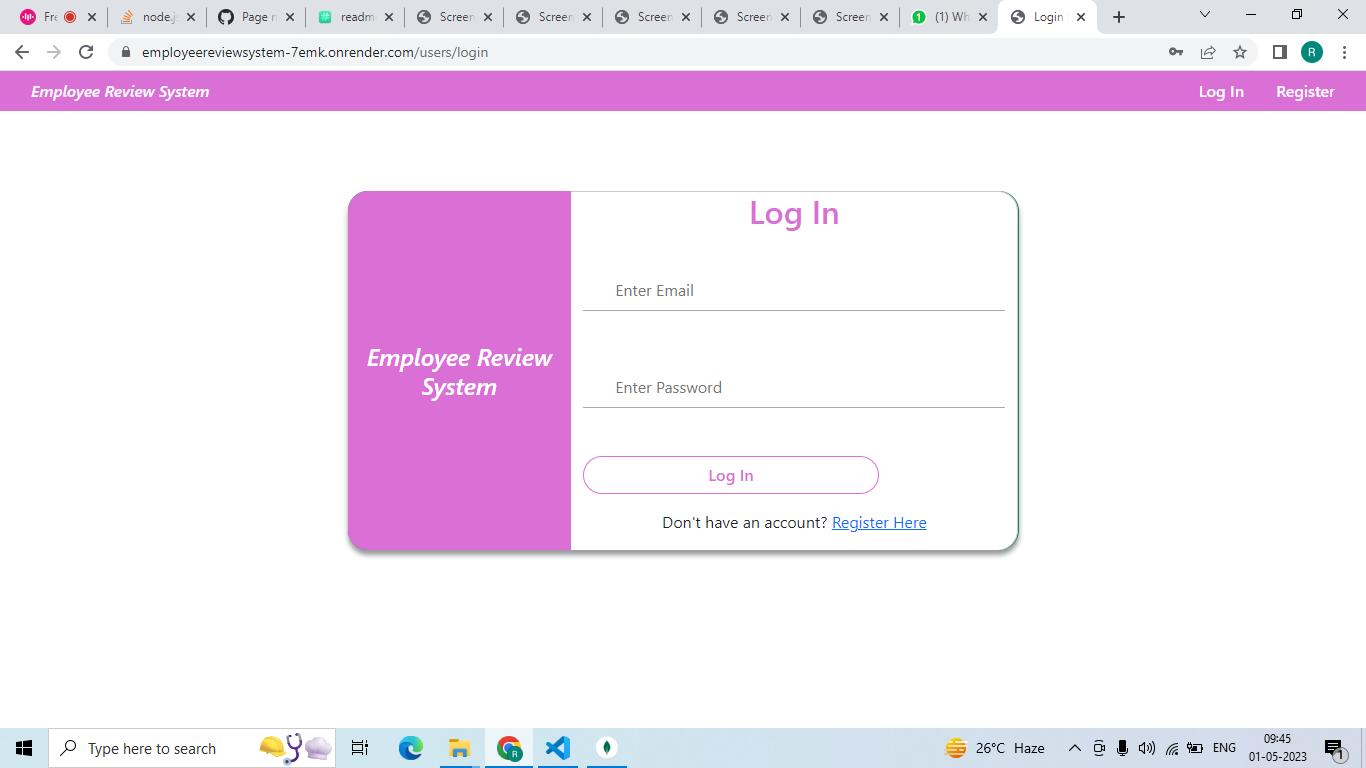 Fre
node.js
Page n
readm
Screen
Screen
Screen
Screen
Screen
(1) Wh
Login
employeereviewsystem-7emk.onrender.com/users/login
R
Employee Review System
Log In
Register
Log In
Enter Email
Employee Review
System
Enter Password
Log In
Don't have an account? Register Here
Type here to search
26°C Haze
ENG
09:45
01-05-2023
1